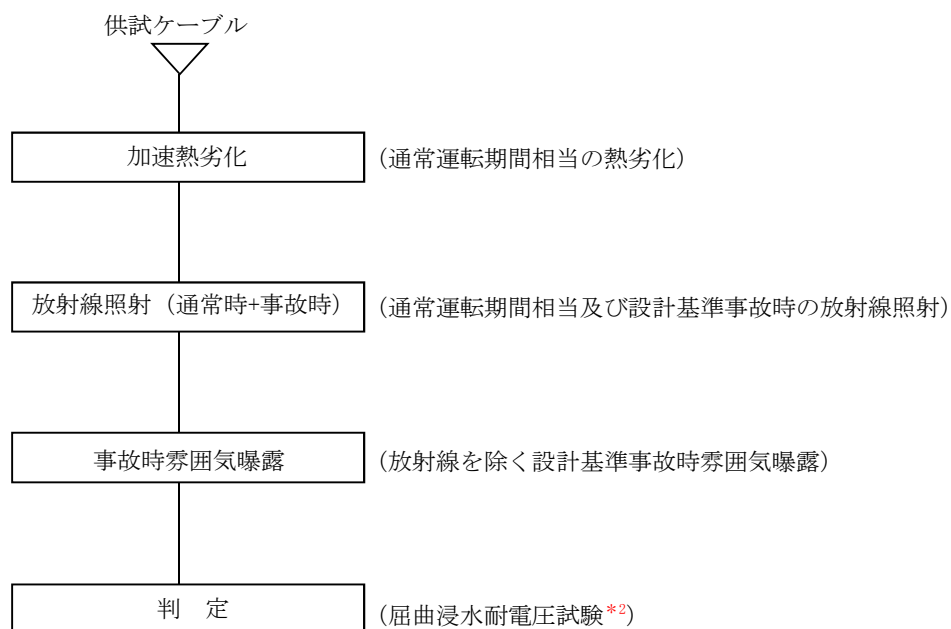 供試ケーブル
加速熱劣化 (通常運転期間相当の熱劣化)
放射線照射（通常時+事故時） (通常運転期間相当及び設計基準事故時の放射線照射)
事故時雰囲気曝露 (放射線を除く設計基準事故時雰囲気曝露)
判　定 (屈曲浸水耐電圧試験*2)